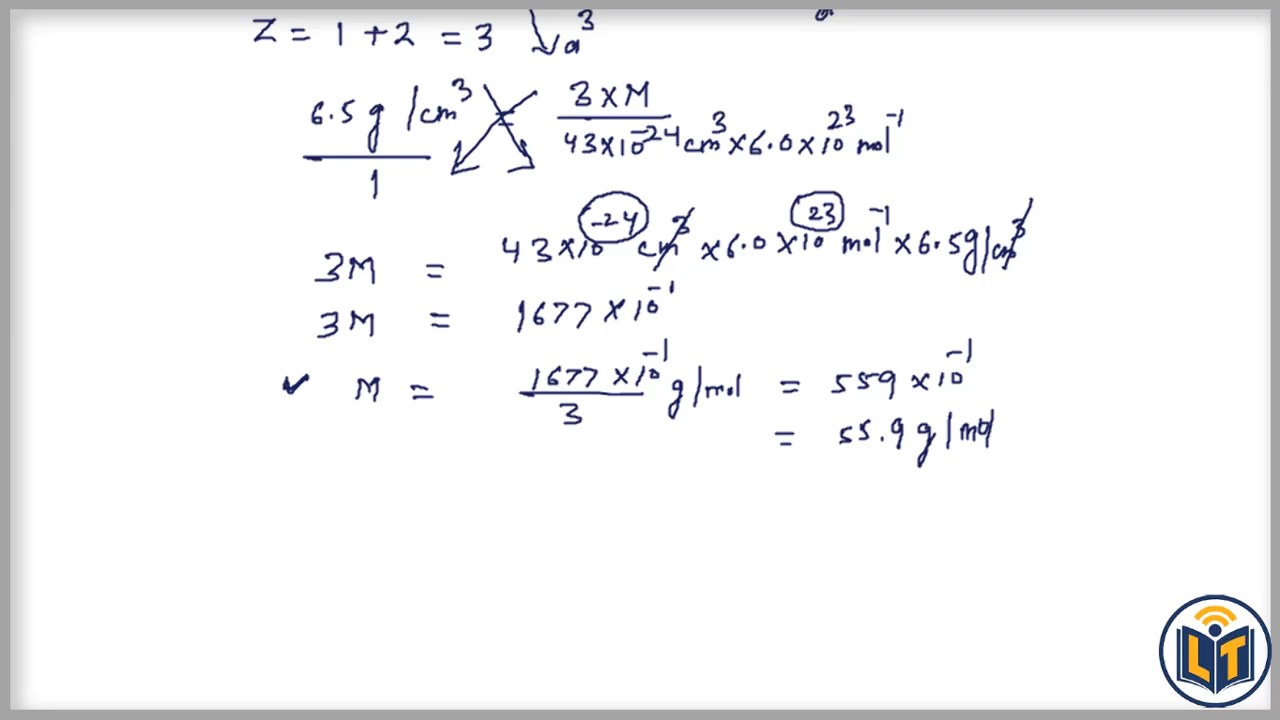 Z = 1 + 2 = 3 a³
6.5 g/cm³ / 1 = 3 × M / 43 × 10⁻²⁴ cm³ × 6.0 × 10²³ mol⁻¹
3M = 43 × 10⁻²⁴ cm³ × 6.0 × 10²³ mol⁻¹ × 6.5 g/cm³
3M = 1677 × 10⁻¹
✓ M = 1677 × 10⁻¹ / 3 g/mol = 559 × 10⁻¹
= 55.9 g/mol
LT